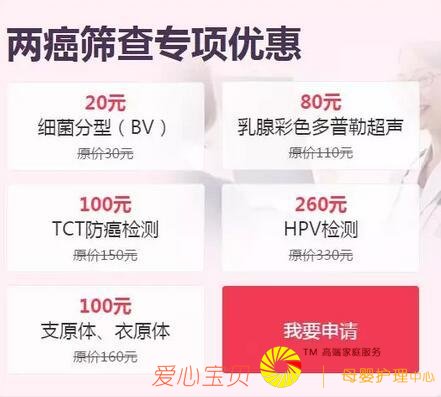 两癌筛查专项优惠
20元
细菌分型（BV）
原价30元
80元
乳腺彩色多普勒超声
原价110元
100元
TCT防癌检测
原价150元
260元
HPV检测
原价330元
100元
支原体、衣原体
原价160元
我要申请
TM 高端家庭服务
爱心宝贝
母婴护理中心